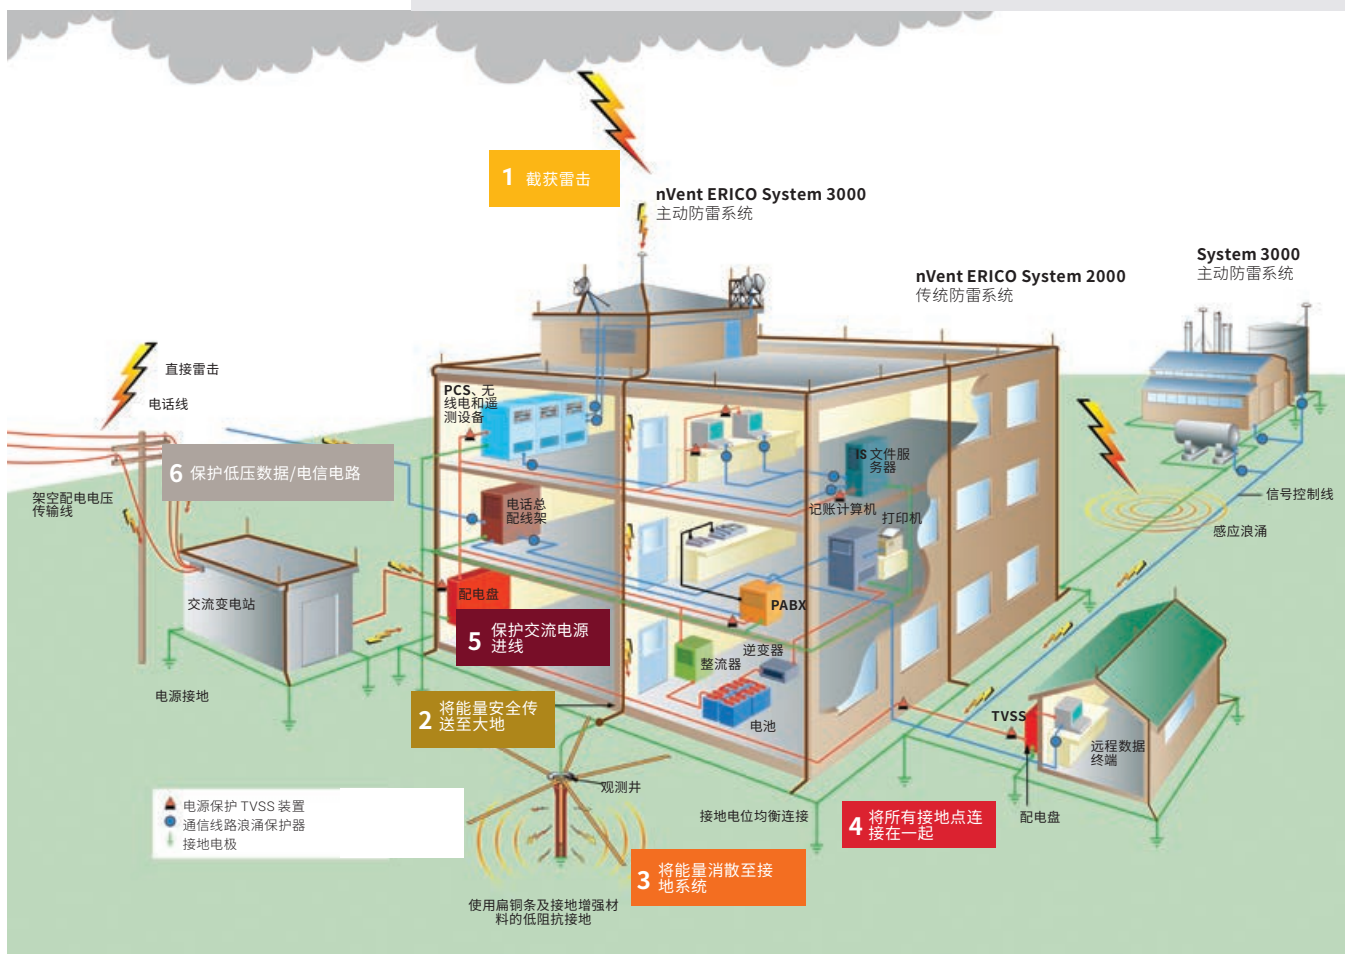 1 截获雷击
nVent ERICO System 3000
主动防雷系统
System 3000
主动防雷系统
nVent ERICO System 2000
传统防雷系统
直接雷击
电话线
PCS、无
线电和遥
测设备
6 保护低压数据/电信电路
IS 文件服
务器
架空配电电压
传输线
电话总
配线架
记账计算机
打印机
信号控制线
感应浪涌
交流变电站
配电盘
PABX
5 保护交流电源
进线
逆变器
整流器
电源接地
2 将能量安全传
送至大地
电池
TVSS
远程数据
终端
观测井
电源保护 TVSS 装置
通信线路浪涌保护器
接地电极
接地电位均衡连接
4 将所有接地点连
接在一起
配电盘
3 将能量消散至接
地系统
使用扁铜条及接地增强材
料的低阻抗接地